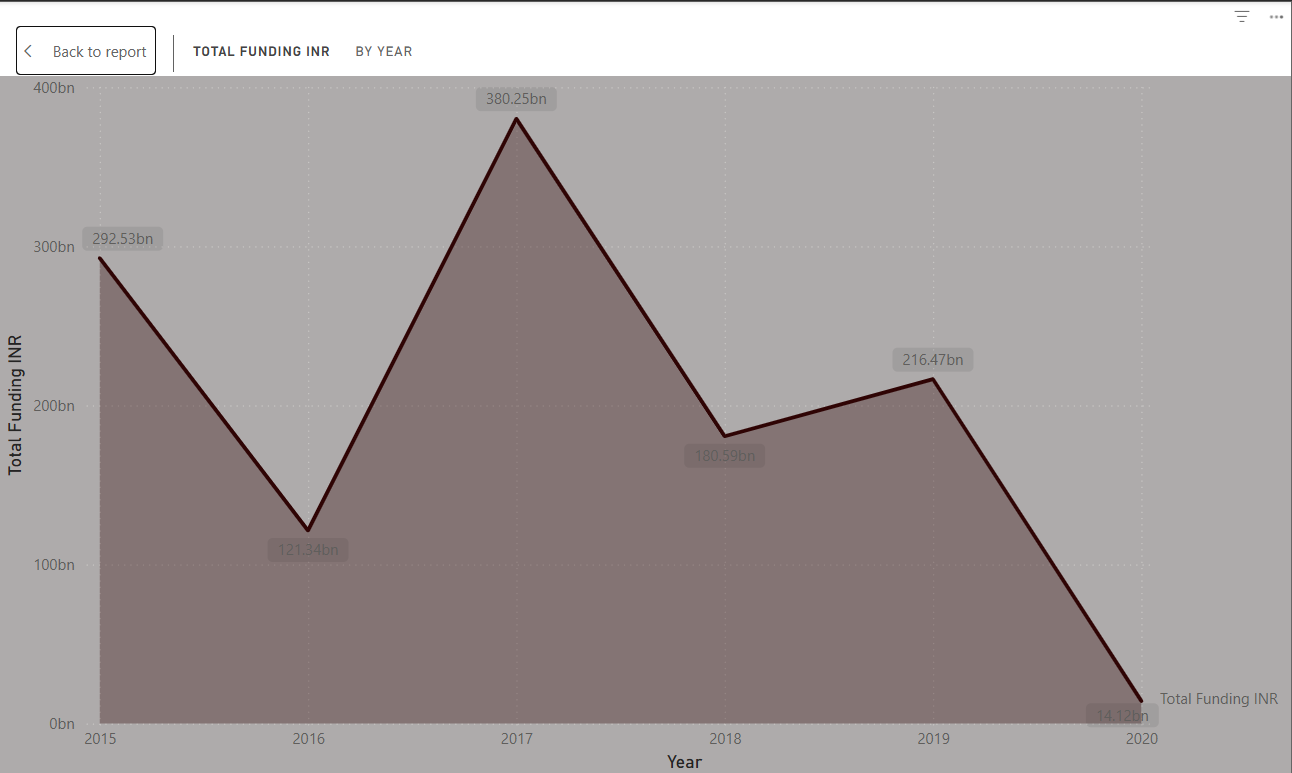 Back to report
TOTAL FUNDING INR
BY YEAR
400bn
300bn
200bn
100bn
0bn
Total Funding INR
292.53bn
121.34bn
380.25bn
180.59bn
216.47bn
14.12bn
Total Funding INR
2015
2016
2017
2018
2019
2020
Year